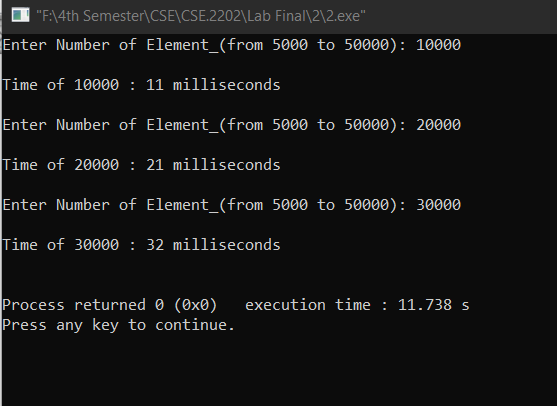 "F:\4th Semester\CSE\CSE.2202\Lab Final\2\2.exe"
Enter Number of Element_(from 5000 to 50000): 10000
Time of 10000 : 11 milliseconds
Enter Number of Element_(from 5000 to 50000): 20000
Time of 20000 : 21 milliseconds
Enter Number of Element_(from 5000 to 50000): 30000
Time of 30000 : 32 milliseconds
Process returned 0 (0x0)   execution time : 11.738 s
Press any key to continue.